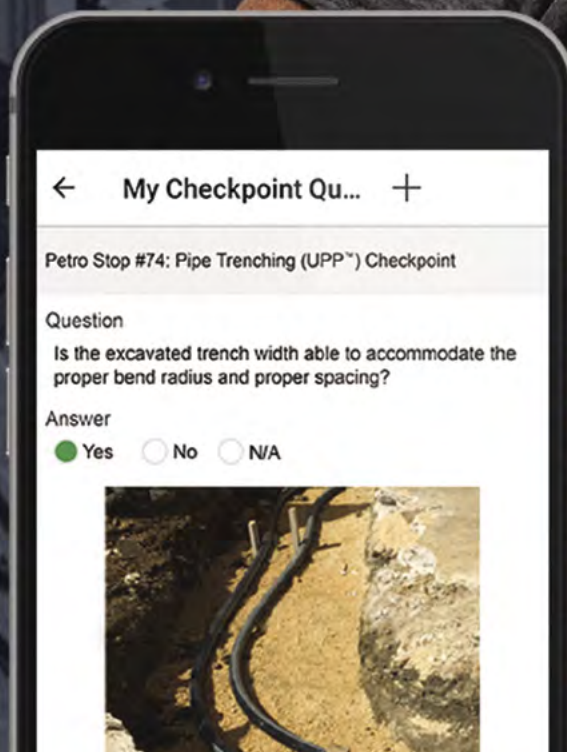 My Checkpoint Qu...
Petro Stop #74: Pipe Trenching (UPP™) Checkpoint
Question
Is the excavated trench width able to accommodate the
proper bend radius and proper spacing?
Answer
Yes No N/A